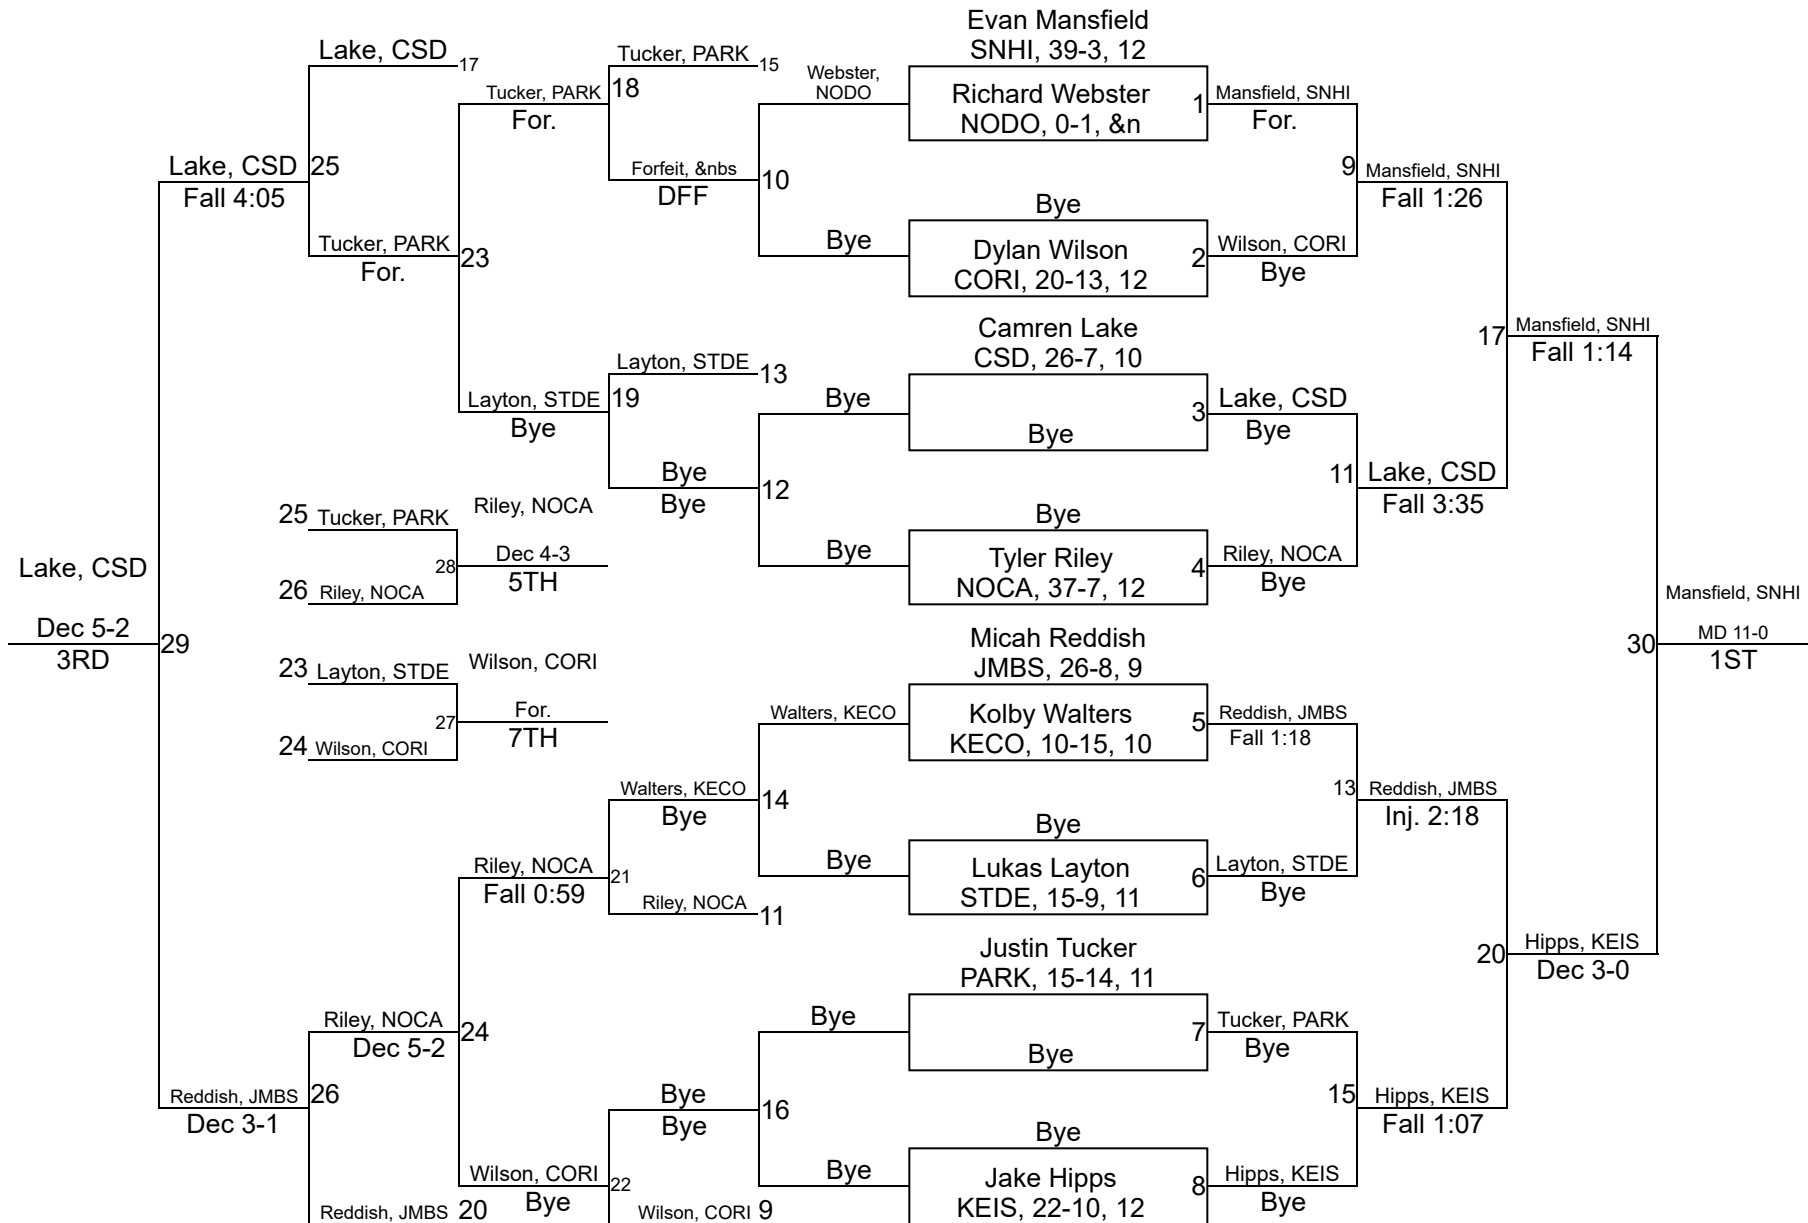 Evan Mansfield
SNHI, 39-3, 12
Lake, CSD
17
Tucker, PARK
15
Webster,
NODO
Richard Webster
NODO, 0-1, &n
1
Mansfield, SNHI
For.
Tucker, PARK
For.
18
Lake, CSD
Fall 4:05
25
Forfeit, &nbs
DFF
10
9
Mansfield, SNHI
Fall 1:26
Bye
Tucker, PARK
For.
23
Bye
Dylan Wilson
CORI, 20-13, 12
2
Wilson, CORI
Bye
Camren Lake
CSD, 26-7, 10
17
Mansfield, SNHI
Fall 1:14
Layton, STDE
13
Layton, STDE
Bye
19
Bye
Bye
3
Lake, CSD
Bye
Bye
Bye
12
11
Lake, CSD
Fall 3:35
25
Tucker, PARK
Riley, NOCA
Bye
28
Dec 4-3
5TH
Bye
Tyler Riley
NOCA, 37-7, 12
4
Riley, NOCA
Bye
Lake, CSD
26
Riley, NOCA
Mansfield, SNHI
Dec 5-2
3RD
29
Micah Reddish
JMBS, 26-8, 9
30
MD 11-0
1ST
23
Layton, STDE
Wilson, CORI
27
For.
7TH
24
Wilson, CORI
Walters, KECO
Kolby Walters
KECO, 10-15, 10
5
Reddish, JMBS
Fall 1:18
Walters, KECO
Bye
14
13
Reddish, JMBS
Inj. 2:18
Bye
Riley, NOCA
Fall 0:59
21
Bye
Lukas Layton
STDE, 15-9, 11
6
Layton, STDE
Bye
Riley, NOCA
11
Justin Tucker
PARK, 15-14, 11
20
Hipps, KEIS
Dec 3-0
Riley, NOCA
Dec 5-2
24
Bye
Bye
7
Tucker, PARK
Bye
Reddish, JMBS
Dec 3-1
26
Bye
Bye
16
15
Hipps, KEIS
Fall 1:07
Bye
Wilson, CORI
Bye
22
Bye
Jake Hipps
KEIS, 22-10, 12
8
Hipps, KEIS
Bye
Reddish, JMBS
20
Wilson, CORI
9